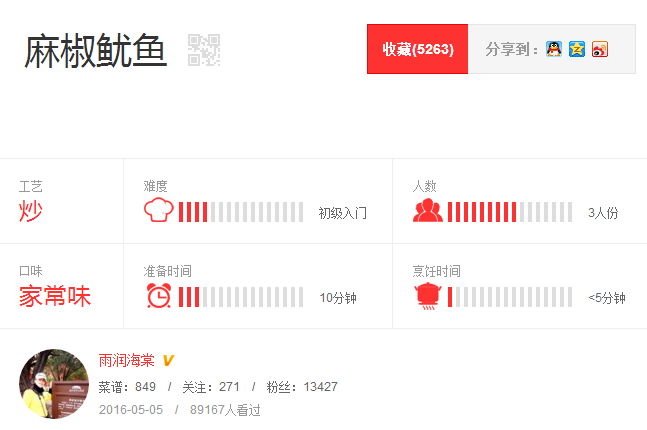 麻椒鱿鱼
收藏(5263)
分享到：
工艺
炒
难度
初级入门
人数
3人份
口味
家常味
准备时间
10分钟
烹饪时间
<5分钟
雨润海棠 V
菜谱：849 / 关注：271 / 粉丝：13427
2016-05-05 / 89167人看过